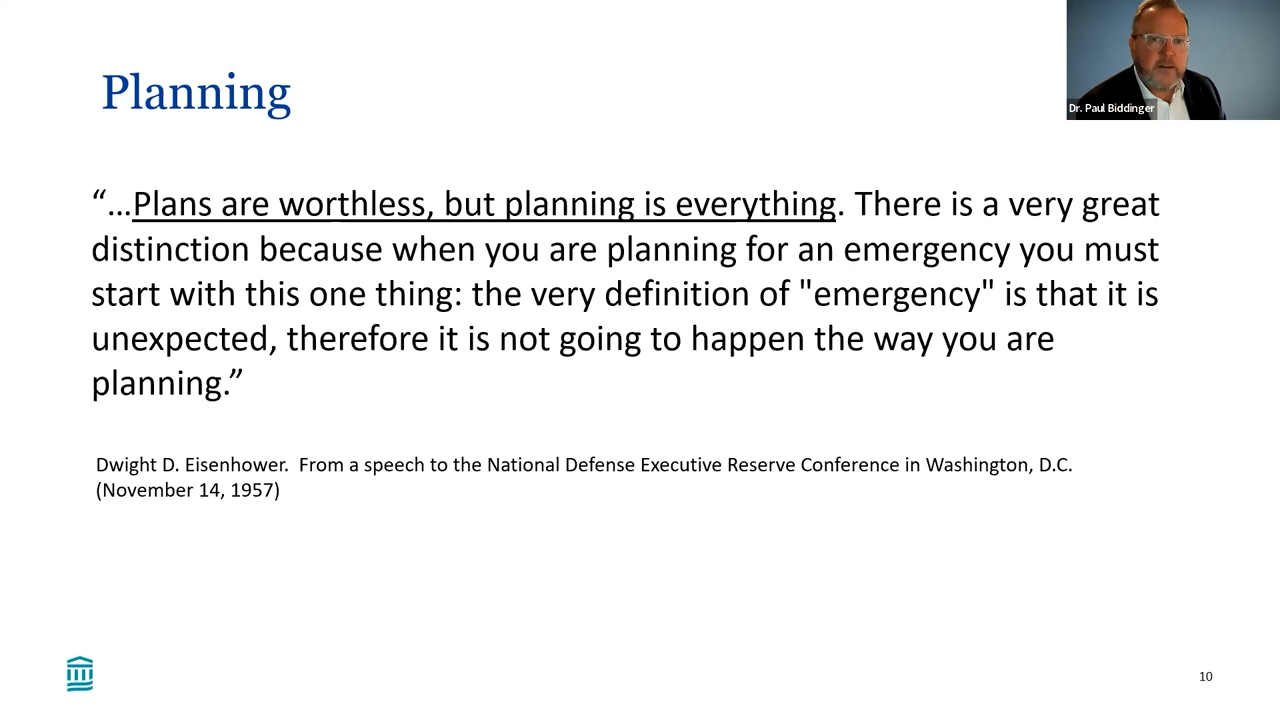 Planning
Dr. Paul Biddinger
“…Plans are worthless, but planning is everything. There is a very great
distinction because when you are planning for an emergency you must
start with this one thing: the very definition of "emergency" is that it is
unexpected, therefore it is not going to happen the way you are
planning.”
Dwight D. Eisenhower.  From a speech to the National Defense Executive Reserve Conference in Washington, D.C.
(November 14, 1957)
10